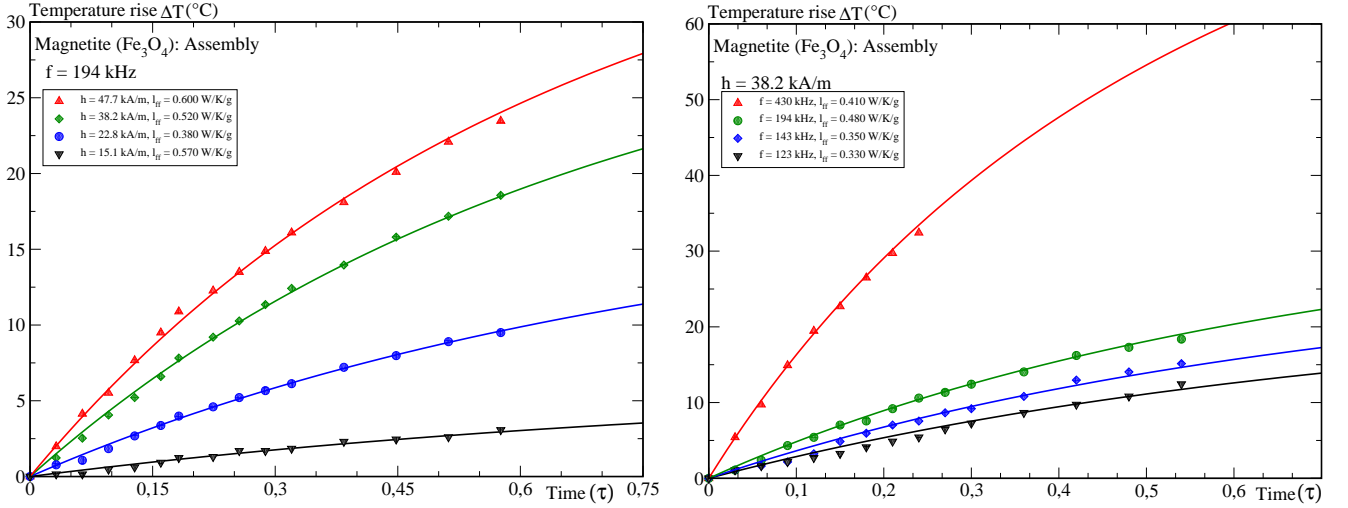 Temperature rise ΔT(°C)
Magnetite (Fe3O4): Assembly
f = 194 kHz
h = 47.7 kA/m, lff = 0.600 W/K/g
h = 38.2 kA/m, lff = 0.520 W/K/g
h = 22.8 kA/m, lff = 0.380 W/K/g
h = 15.1 kA/m, lff = 0.570 W/K/g
30
25
20
15
10
5
0
0
0,15
0,3
0,45
0,6
0,75
Time (τ)
Temperature rise ΔT(°C)
Magnetite (Fe3O4): Assembly
h = 38.2 kA/m
f = 430 kHz, lff = 0.410 W/K/g
f = 194 kHz, lff = 0.480 W/K/g
f = 143 kHz, lff = 0.350 W/K/g
f = 123 kHz, lff = 0.330 W/K/g
60
50
40
30
20
10
0
0
0,1
0,2
0,3
0,4
0,5
0,6
Time (τ)